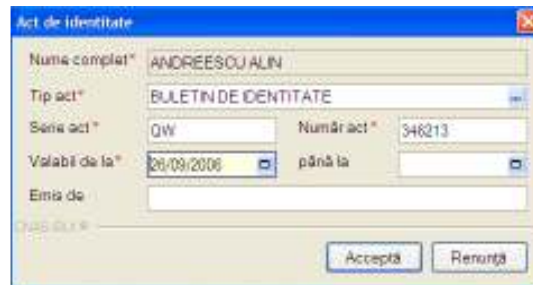 Act de identitate
Nume complet* ANDREESCU ALIN
Tip act* BULETIN DE IDENTITATE ...
Serie act* QW Număr act* 346213
Valabil de la* 26/09/2006 până la
Emis de
Acceptă Renunță